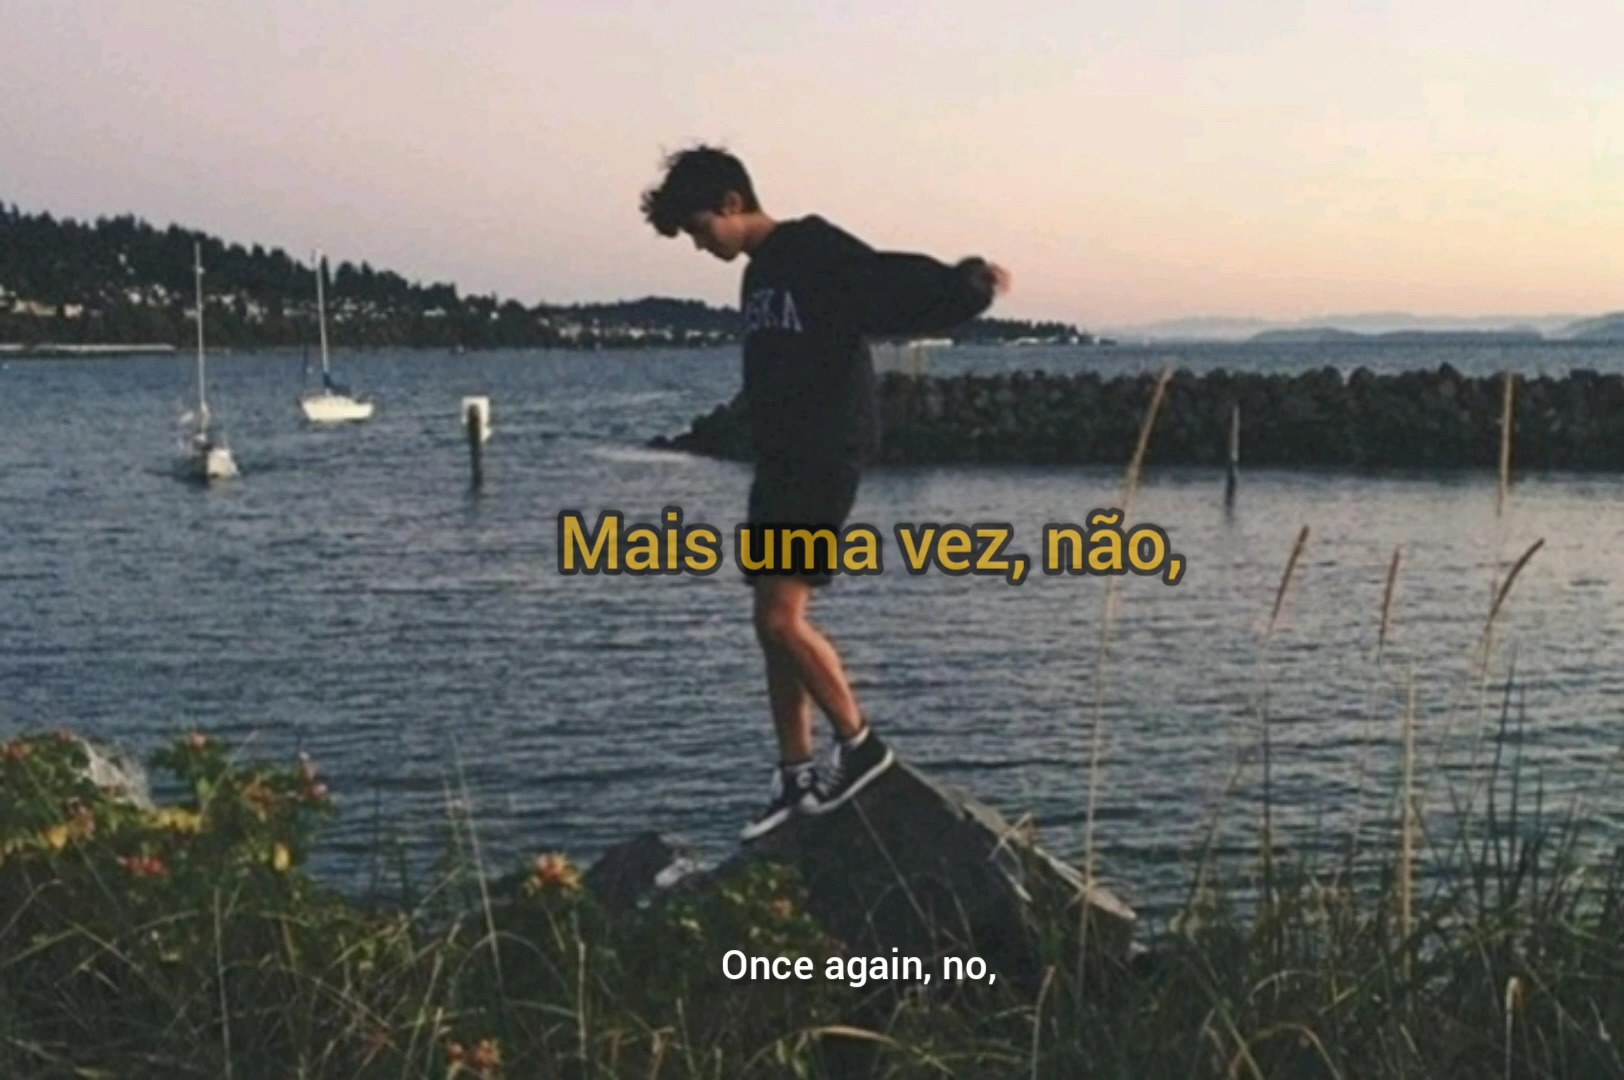 Mais uma vez, não,
Once again, no,